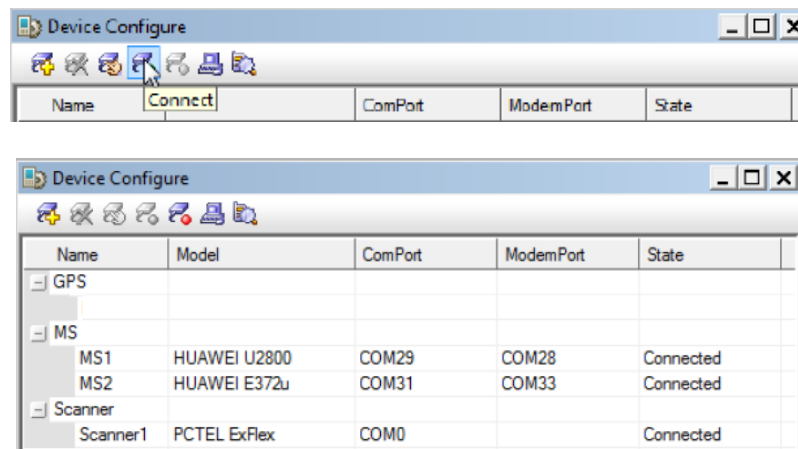 Device Configure
Connect
Name ComPort ModemPort State
Device Configure
Name Model ComPort ModemPort State
GPS
MS
MS1 HUAWEI U2800 COM29 COM28 Connected
MS2 HUAWEI E372u COM31 COM33 Connected
Scanner
Scanner1 PCTEL ExFlex COM0 Connected